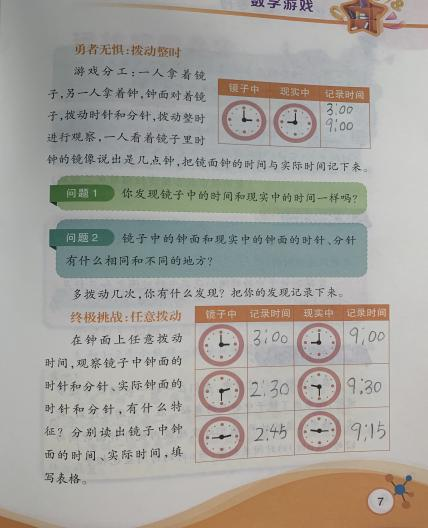 数学游戏
勇者无惧：拨动整时
游戏分工：一人拿着镜
子，另一人拿着钟，钟面对着镜
子，拨动时针和分针，拨动整时
进行观察，一人看着镜子里时
钟的镜像说出是几点钟，把镜面钟的时间与实际时间记下来。
镜子中 现实中 记录时间
3:00
9:00
问题1 你发现镜子中的时间和现实中的时间一样吗？
问题2 镜子中的钟面和现实中的钟面的时针、分针
有什么相同和不同的地方？
多拨动几次，你有什么发现？把你的发现记录下来。
终极挑战：任意拨动
在钟面上任意拨动
时间，观察镜子中钟面的
时针和分针、实际钟面的
时针和分针，有什么特
征？分别读出镜子中钟
面的时间、实际时间，填
写表格。
镜子中 记录时间 现实中 记录时间
3:00 9:00
2:30 9:30
2:45 9:15
7